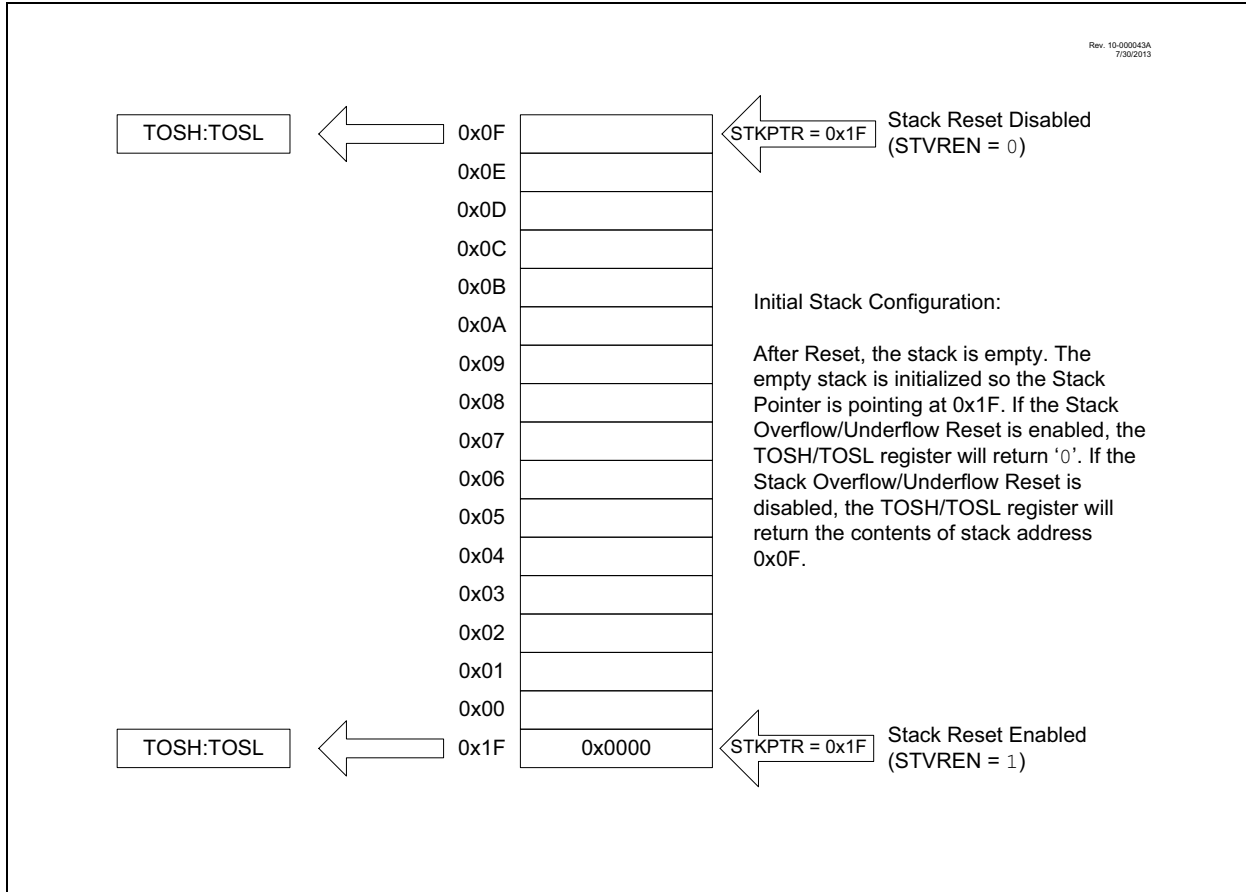 Rev. 10-000043A
7/30/2013
TOSH:TOSL
0x0F
STKPTR = 0x1F
Stack Reset Disabled
(STVREN = 0)
0x0E
0x0D
0x0C
0x0B
0x0A
0x09
0x08
0x07
0x06
0x05
0x04
0x03
0x02
0x01
0x00
Initial Stack Configuration:
After Reset, the stack is empty. The
empty stack is initialized so the Stack
Pointer is pointing at 0x1F. If the Stack
Overflow/Underflow Reset is enabled, the
TOSH/TOSL register will return ‘0’. If the
Stack Overflow/Underflow Reset is
disabled, the TOSH/TOSL register will
return the contents of stack address
0x0F.
TOSH:TOSL
0x1F
0x0000
STKPTR = 0x1F
Stack Reset Enabled
(STVREN = 1)